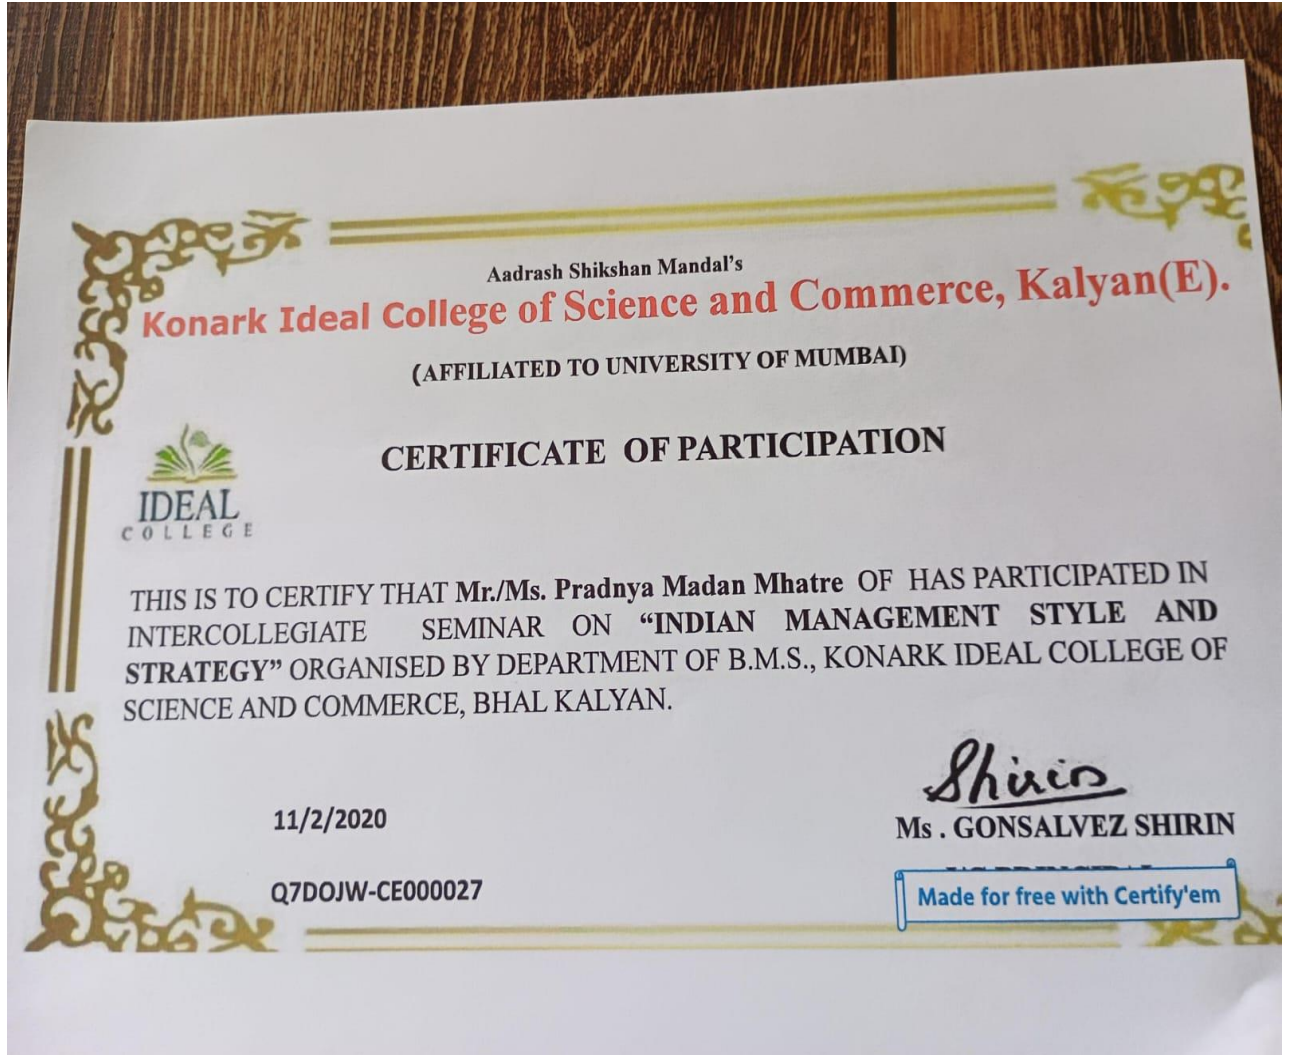 Aadrash Shikshan Mandal's
Konark Ideal College of Science and Commerce, Kalyan(E).
(AFFILIATED TO UNIVERSITY OF MUMBAI)
CERTIFICATE OF PARTICIPATION
IDEAL
COLLEGE
THIS IS TO CERTIFY THAT Mr./Ms. Pradnya Madan Mhatre OF HAS PARTICIPATED IN
INTERCOLLEGIATE SEMINAR ON “INDIAN MANAGEMENT STYLE AND
STRATEGY” ORGANISED BY DEPARTMENT OF B.M.S., KONARK IDEAL COLLEGE OF
SCIENCE AND COMMERCE, BHAL KALYAN.
Shirin
11/2/2020
Ms . GONSALVEZ SHIRIN
Q7DOJW-CE000027
Made for free with Certify'em